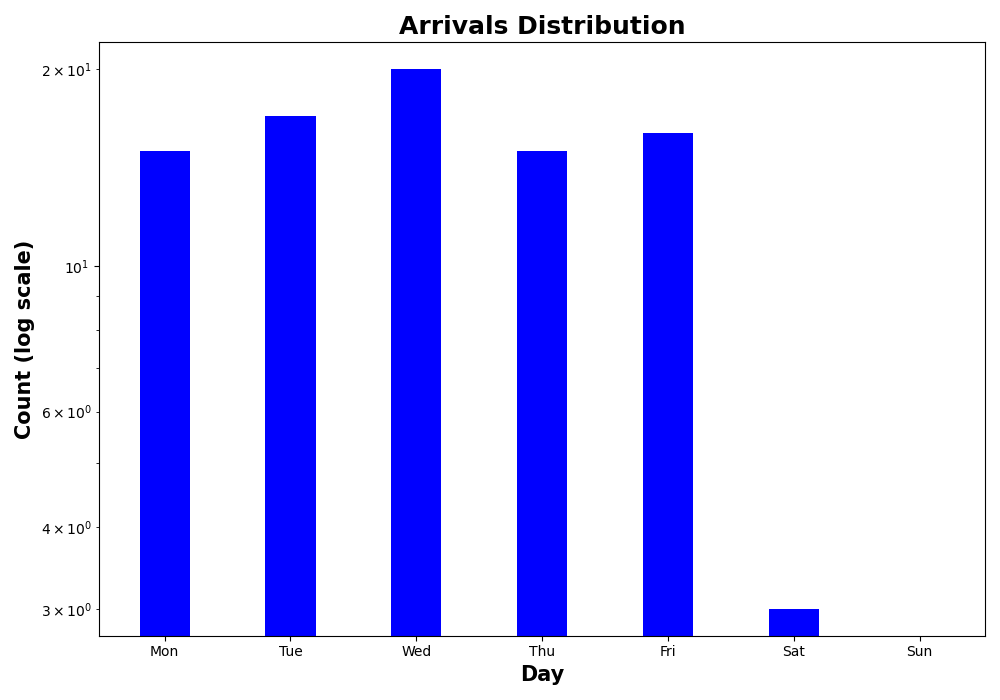 Arrivals Distribution
Count (log scale)
2 × 10¹
10¹
6 × 10⁰
4 × 10⁰
3 × 10⁰
Mon Tue Wed Thu Fri Sat Sun
Day